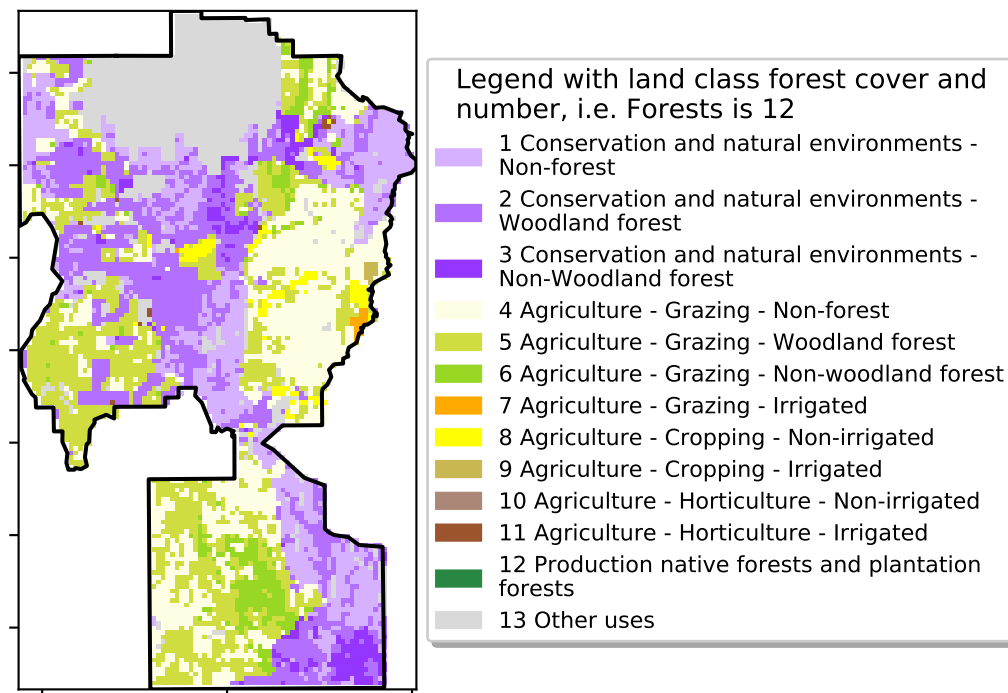 Legend with land class forest cover and
number, i.e. Forests is 12
1 Conservation and natural environments -
Non-forest
2 Conservation and natural environments -
Woodland forest
3 Conservation and natural environments -
Non-Woodland forest
4 Agriculture - Grazing - Non-forest
5 Agriculture - Grazing - Woodland forest
6 Agriculture - Grazing - Non-woodland forest
7 Agriculture - Grazing - Irrigated
8 Agriculture - Cropping - Non-irrigated
9 Agriculture - Cropping - Irrigated
10 Agriculture - Horticulture - Non-irrigated
11 Agriculture - Horticulture - Irrigated
12 Production native forests and plantation
forests
13 Other uses